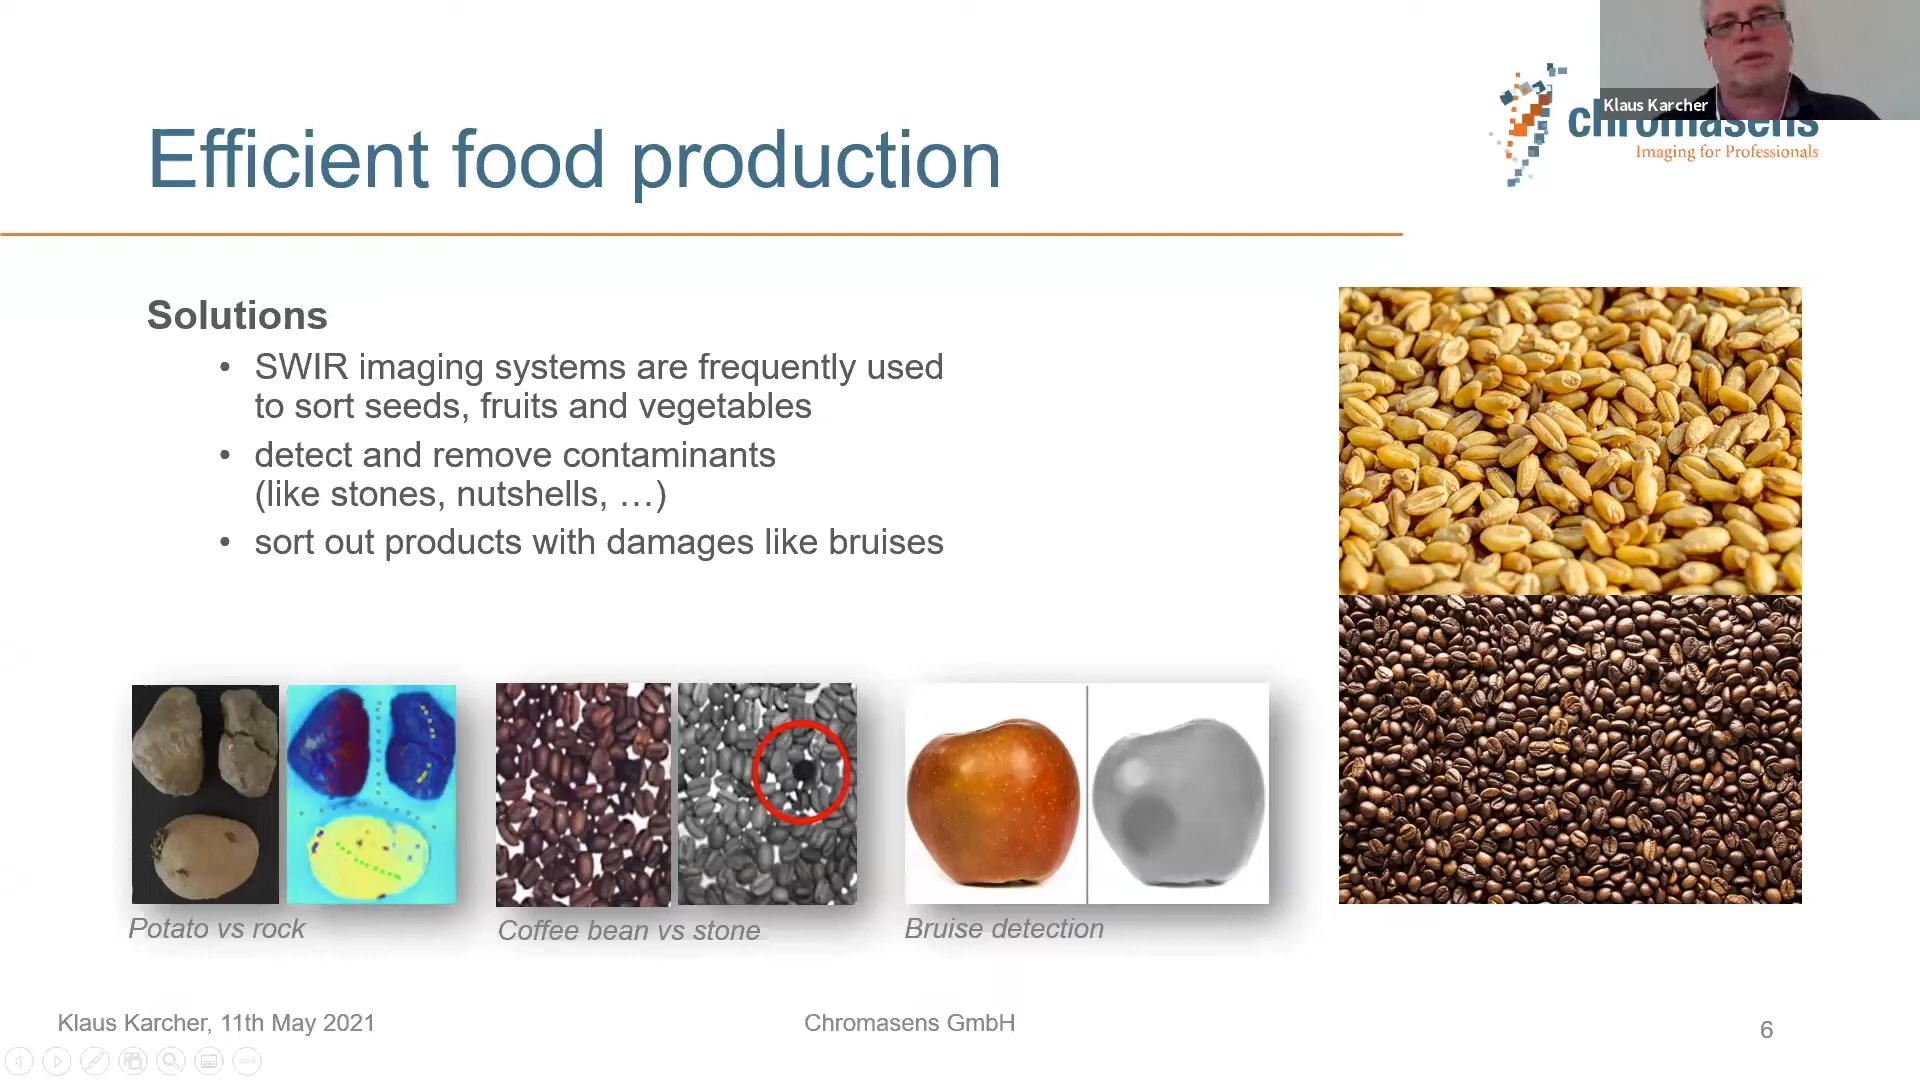 Klaus Karcher
chromasens
Imaging for Professionals
Efficient food production
Solutions
• SWIR imaging systems are frequently used
to sort seeds, fruits and vegetables
• detect and remove contaminants
(like stones, nutshells, …)
• sort out products with damages like bruises
Potato vs rock
Coffee bean vs stone
Bruise detection
Klaus Karcher, 11th May 2021
Chromasens GmbH
6